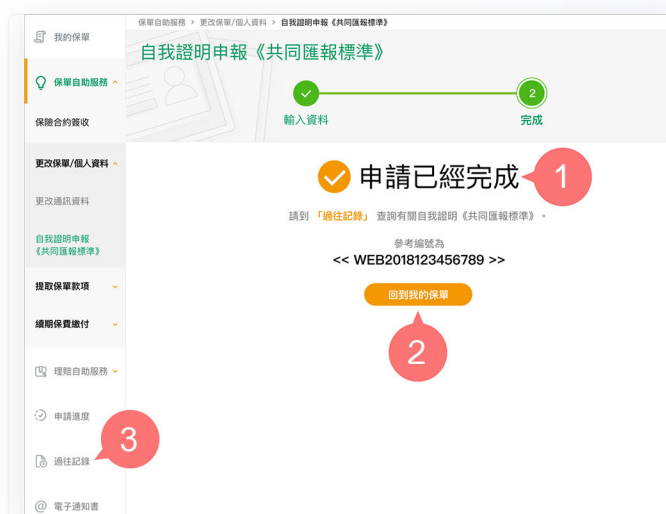 保單自助服務 > 更改保單/個人資料 > 自我證明申報《共同匯報標準》
自我證明申報《共同匯報標準》
2
輸入資料
完成
申請已經完成
1
請到「過往記錄」查詢有關自我證明《共同匯報標準》。
參考編號為
<< WEB2018123456789 >>
回到我的保單
2
我的保單
保單自助服務
保險合約簽收
更改保單/個人資料
更改通訊資料
自我證明申報
《共同匯報標準》
提取保單款項
續期保費繳付
理賠自助服務
申請進度
3
過往記錄
@ 電子通知書